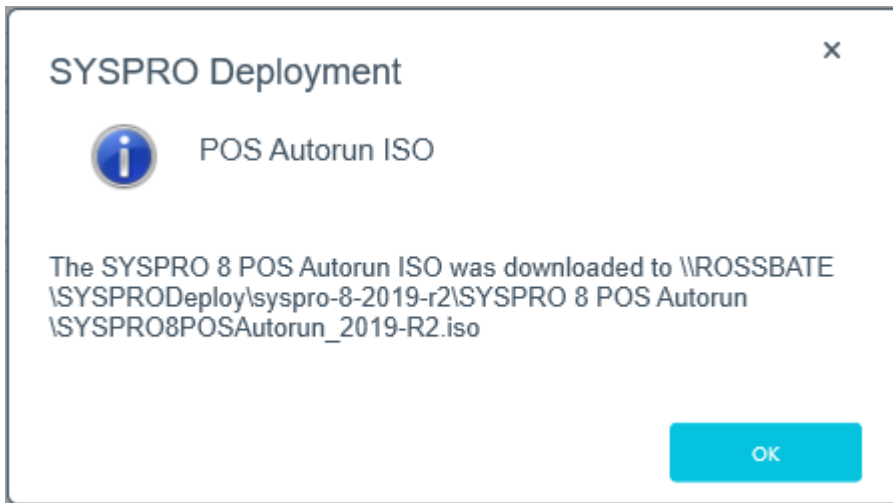 SYSPRO Deployment
POS Autorun ISO
The SYSPRO 8 POS Autorun ISO was downloaded to \\ROSSBATE
\SYSPRODeploy\syspro-8-2019-r2\SYSPRO 8 POS Autorun
\SYSPRO8POSAutorun_2019-R2.iso
OK